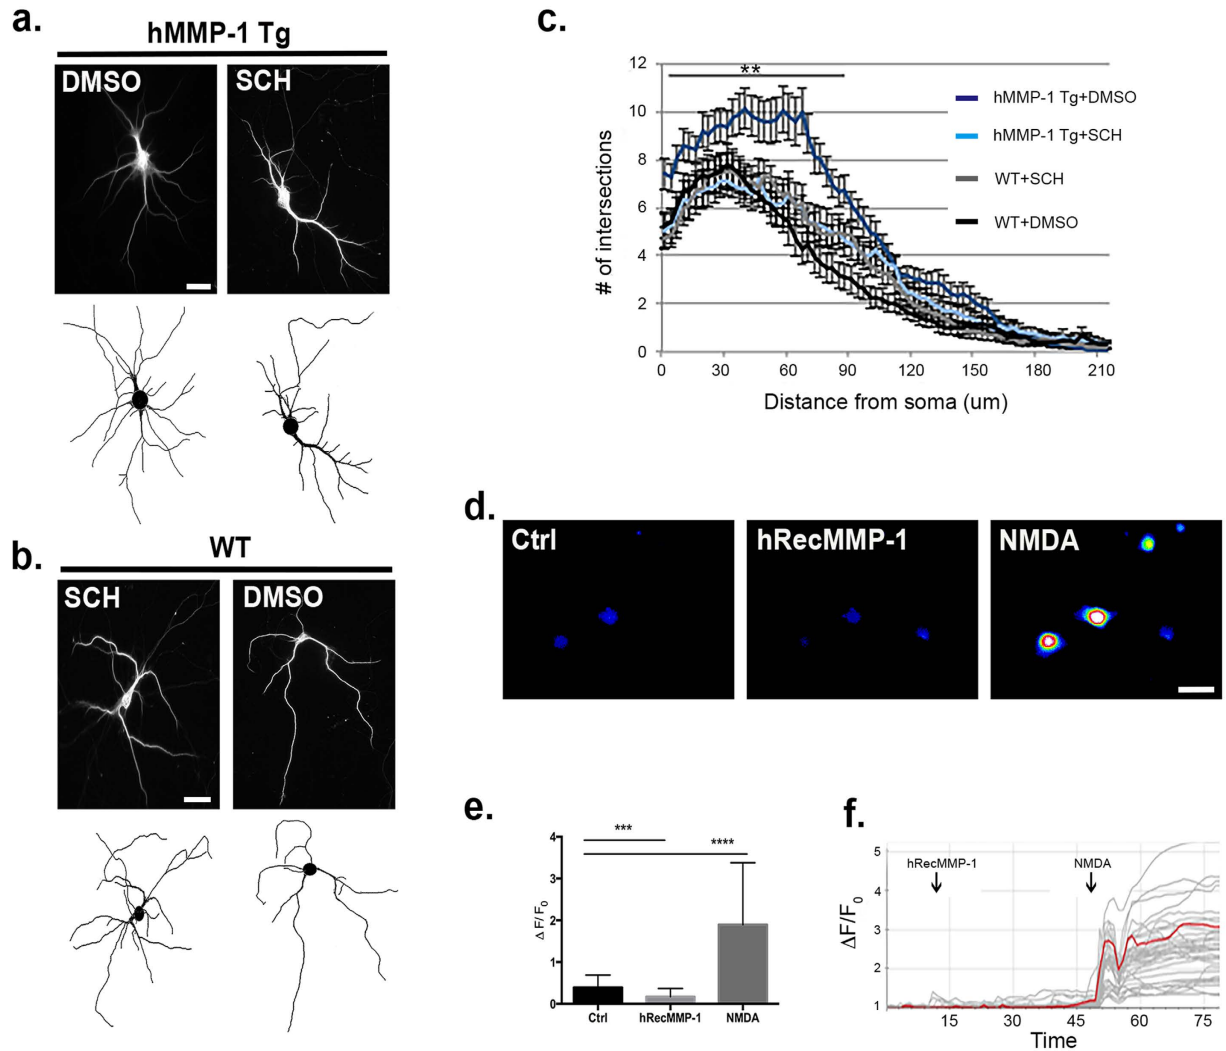 a.
hMMP-1 Tg
DMSO
SCH
b.
WT
SCH
DMSO
c.
12
10
8
6
4
2
0
# of intersections
**
hMMP-1 Tg+DMSO
hMMP-1 Tg+SCH
WT+SCH
WT+DMSO
0 30 60 90 120 150 180 210
Distance from soma (um)
d.
Ctrl
hRecMMP-1
NMDA
e.
4
3
2
1
0
Δ F/ F0
***
****
Ctrl
hRecMMP-1
NMDA
f.
5
4
3
2
1
ΔF/F0
hRecMMP-1
NMDA
15 30 45 60 75
Time